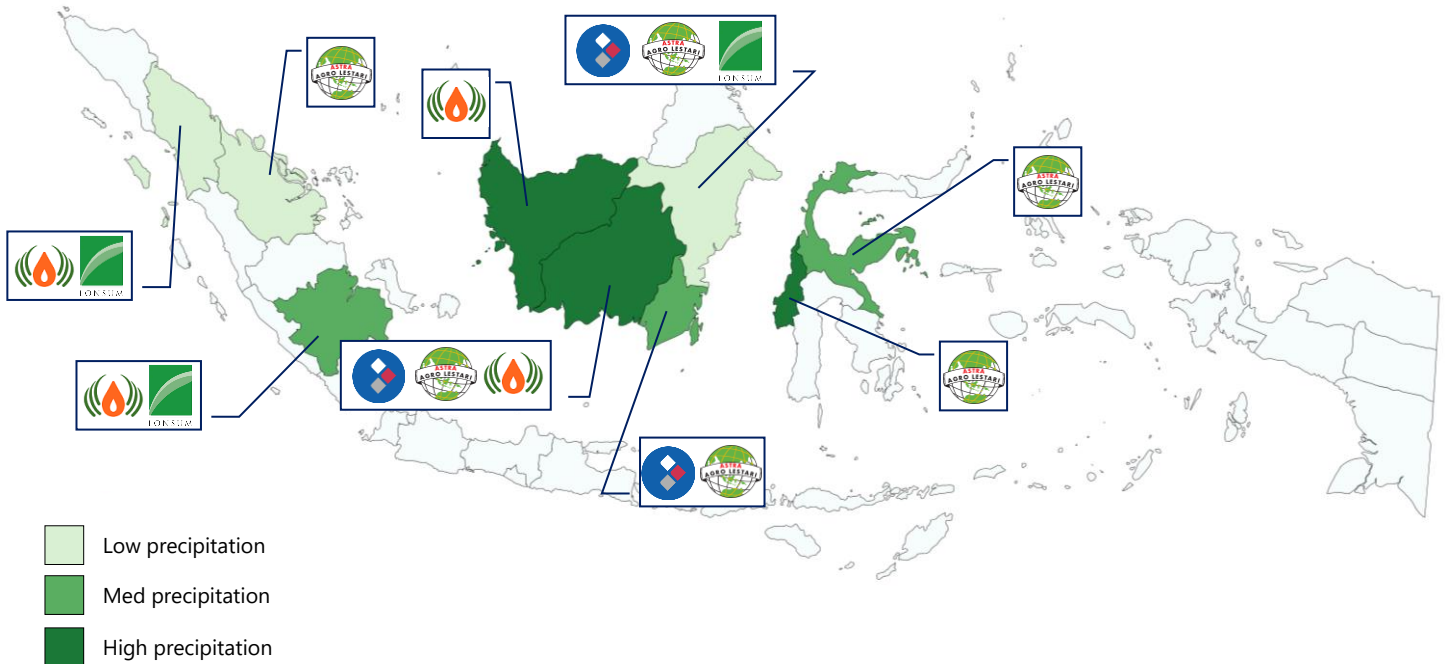 LONSUM
ASTRA
AGRO LESTARI
ASTRA
AGRO LESTARI
LONSUM
ASTRA
AGRO LESTARI
LONSUM
ASTRA
AGRO LESTARI
ASTRA
AGRO LESTARI
LONSUM
ASTRA
AGRO LESTARI
Low precipitation
Med precipitation
High precipitation